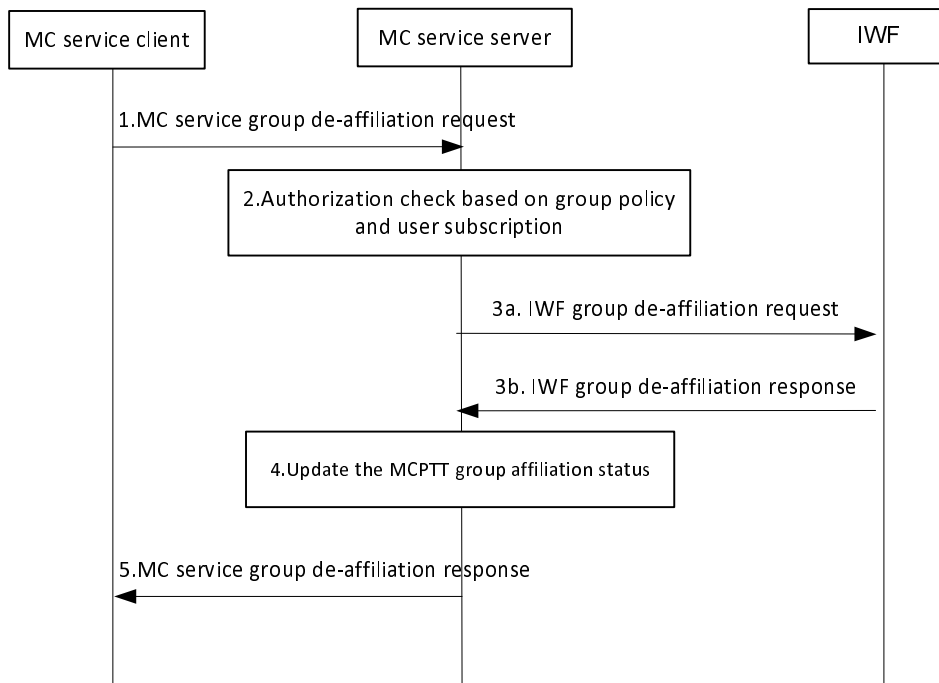 MC service client
MC service server
IWF
1.MC service group de-affiliation request
2.Authorization check based on group policy
and user subscription
3a. IWF group de-affiliation request
3b. IWF group de-affiliation response
4.Update the MCPTT group affiliation status
5.MC service group de-affiliation response